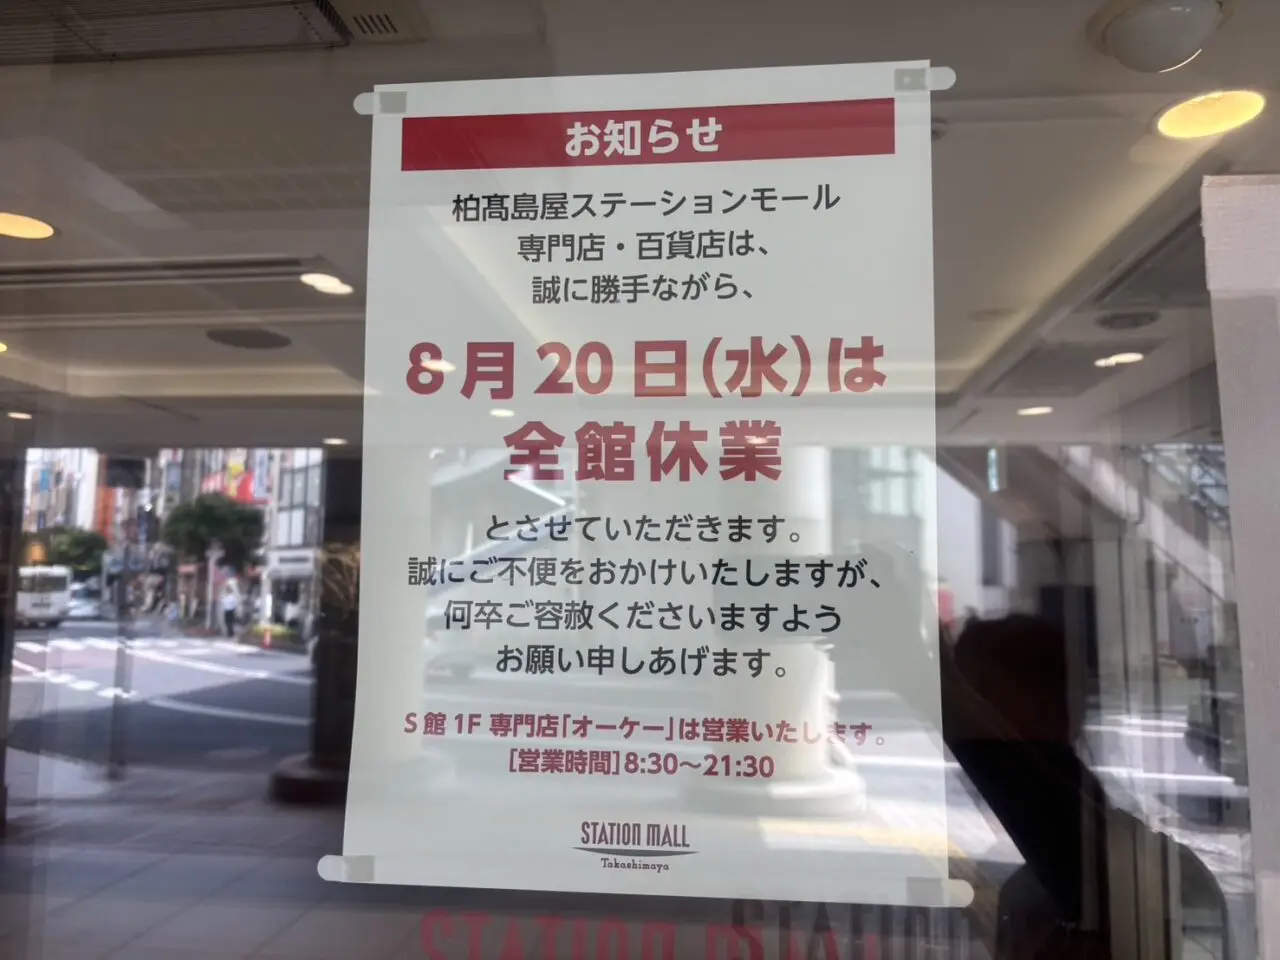 お知らせ
柏髙島屋ステーションモール
専門店・百貨店は、
誠に勝手ながら、
8月20日(水)は
全館休業
とさせていただきます。
誠にご不便をおかけいたしますが、
何卒ご容赦くださいますよう
お願い申しあげます。
S館1F 専門店「オーケー」は営業いたします。
[営業時間]8:30〜21:30
STATION MALL
Takashimaya
STATION MALL